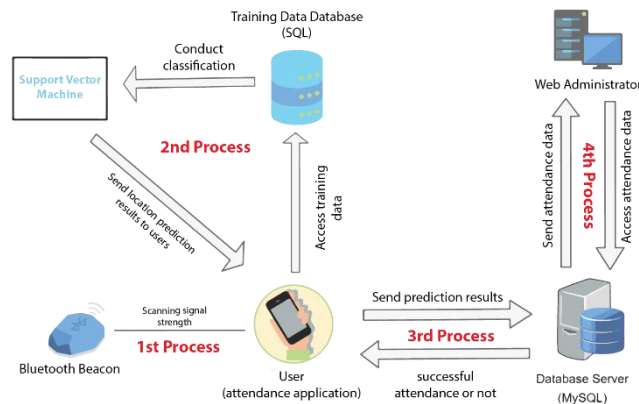 Training Data Database
(SQL)
Conduct
classification
Support Vector
Machine
2nd Process
Send location prediction
results to users
Access training
data
Web Administrator
Send attendance data
4th Process
Access attendance data
Scanning signal
strength
1st Process
Bluetooth Beacon
User
(attendance application)
Send prediction results
3rd Process
successful
attendance or not
Database Server
(MySQL)